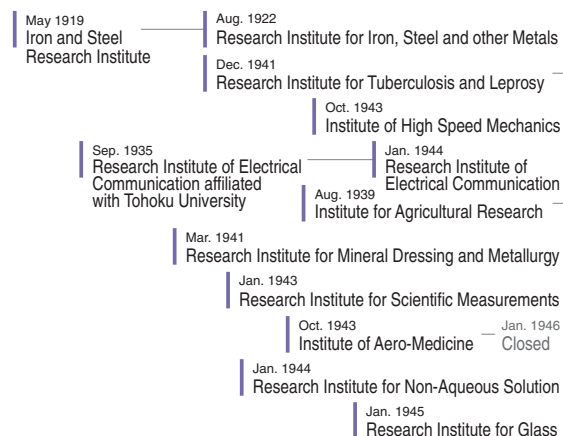 May 1919
Iron and Steel
Research Institute
Aug. 1922
Research Institute for Iron, Steel and other Metals
Dec. 1941
Research Institute for Tuberculosis and Leprosy
Oct. 1943
Institute of High Speed Mechanics
Sep. 1935
Research Institute of Electrical
Communication affiliated
with Tohoku University
Jan. 1944
Research Institute of
Electrical Communication
Aug. 1939
Institute for Agricultural Research
Mar. 1941
Research Institute for Mineral Dressing and Metallurgy
Jan. 1943
Research Institute for Scientific Measurements
Oct. 1943
Institute of Aero-Medicine
Jan. 1946
Closed
Jan. 1944
Research Institute for Non-Aqueous Solution
Jan. 1945
Research Institute for Glass